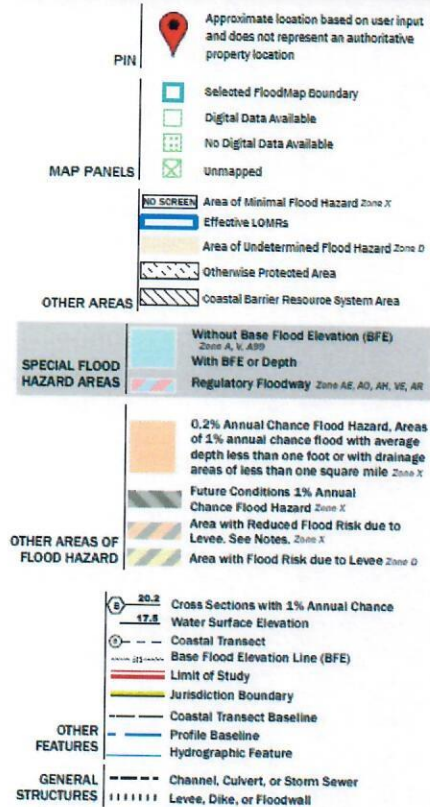 Approximate location based on user input
and does not represent an authoritative
property location
PIN
Selected FloodMap Boundary
Digital Data Available
No Digital Data Available
Unmapped
MAP PANELS
NO SCREEN Area of Minimal Flood Hazard Zone X
Effective LOMRs
Area of Undetermined Flood Hazard Zone D
Otherwise Protected Area
OTHER AREAS
Coastal Barrier Resource System Area
Without Base Flood Elevation (BFE)
Zone A, V, A99
With BFE or Depth
SPECIAL FLOOD
HAZARD AREAS
Regulatory Floodway Zone AE, AO, AH, VE, AR
0.2% Annual Chance Flood Hazard, Areas
of 1% annual chance flood with average
depth less than one foot or with drainage
areas of less than one square mile Zone X
Future Conditions 1% Annual
Chance Flood Hazard Zone X
Area with Reduced Flood Risk due to
Levee. See Notes. Zone X
OTHER AREAS OF
FLOOD HAZARD
Area with Flood Risk due to Levee Zone D
B 20.2 Cross Sections with 1% Annual Chance
17.5 Water Surface Elevation
8 Coastal Transect
Base Flood Elevation Line (BFE)
Limit of Study
Jurisdiction Boundary
Coastal Transect Baseline
OTHER
FEATURES
Profile Baseline
Hydrographic Feature
GENERAL
STRUCTURES
Channel, Culvert, or Storm Sewer
Levee, Dike, or Floodwall